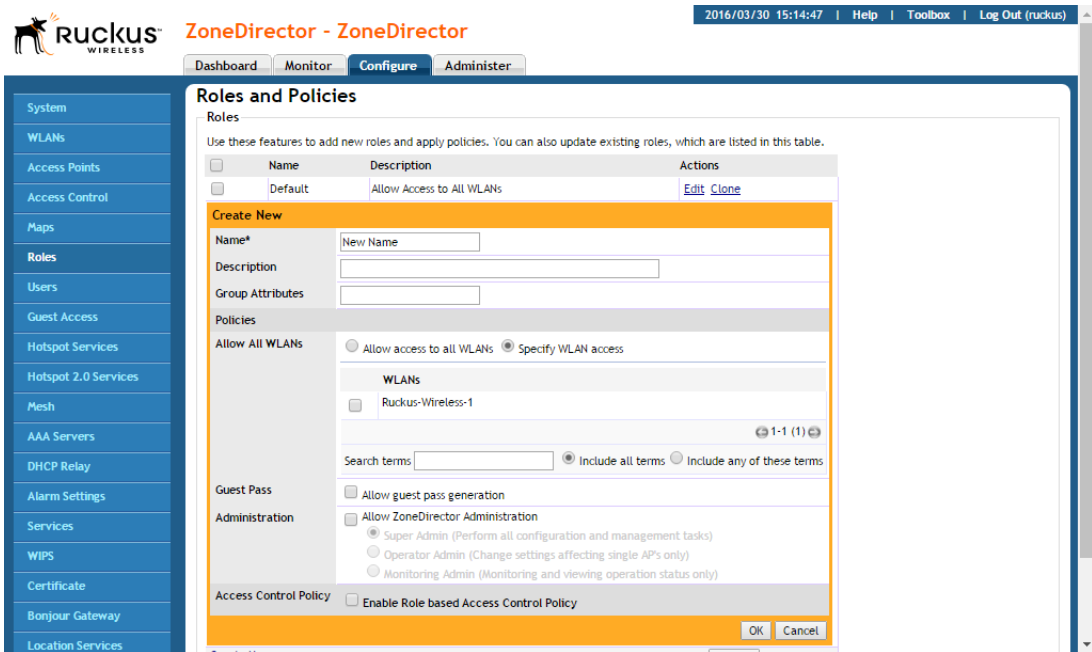 2016/03/30 15:14:47 | Help | Toolbox | Log Out (ruckus)
RUCKUS WIRELESS
ZoneDirector - ZoneDirector
Dashboard Monitor Configure Administer
System
WLANs
Access Points
Access Control
Maps
Roles
Users
Guest Access
Hotspot Services
Hotspot 2.0 Services
Mesh
AAA Servers
DHCP Relay
Alarm Settings
Services
WIPS
Certificate
Bonjour Gateway
Location Services
Roles and Policies
Roles
Use these features to add new roles and apply policies. You can also update existing roles, which are listed in this table.
Name Description Actions
Default Allow Access to All WLANs Edit Clone
Create New
Name* New Name
Description
Group Attributes
Policies
Allow All WLANs Allow access to all WLANs Specify WLAN access
WLANs
Ruckus-Wireless-1
1-1 (1)
Search terms Include all terms Include any of these terms
Guest Pass Allow guest pass generation
Administration Allow ZoneDirector Administration
Super Admin (Perform all configuration and management tasks)
Operator Admin (Change settings affecting single AP's only)
Monitoring Admin (Monitoring and viewing operation status only)
Access Control Policy Enable Role based Access Control Policy
OK Cancel